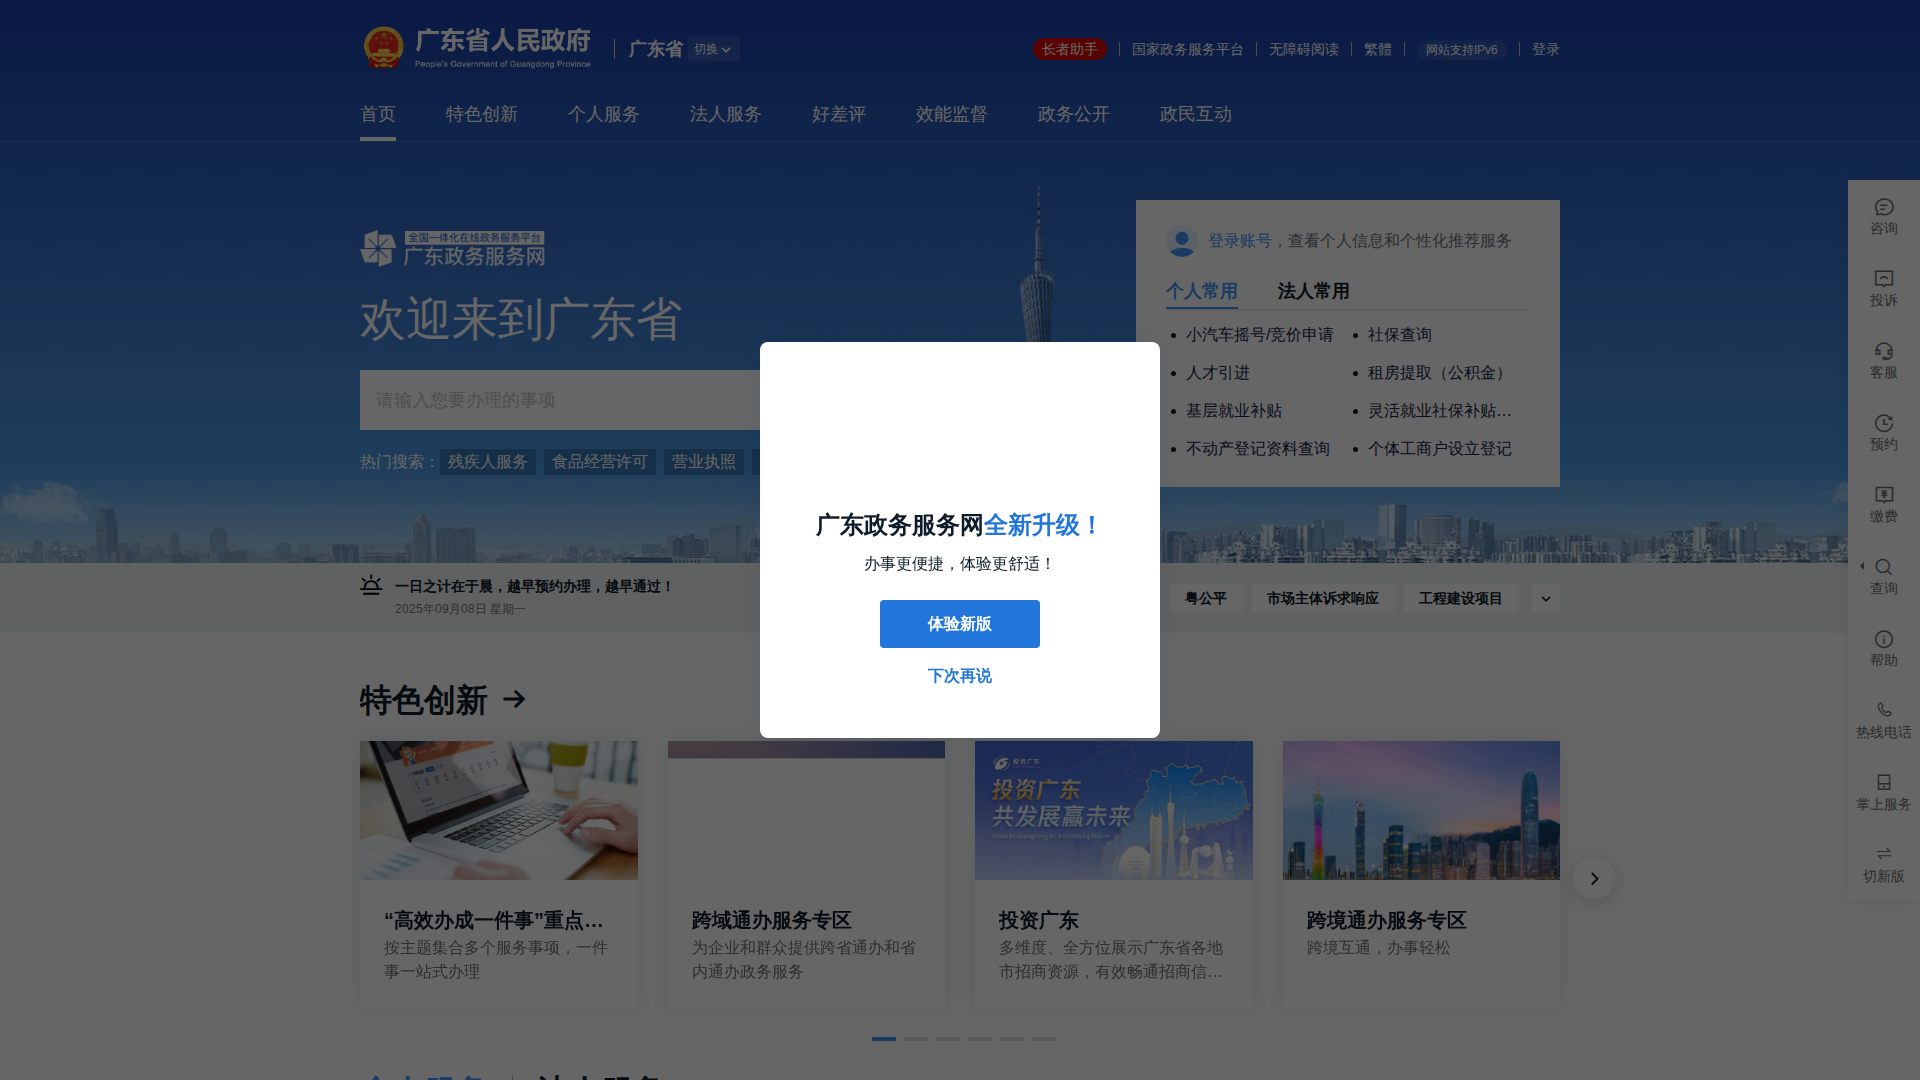 广东省人民政府
People's Government of Guangdong Province
广东省
切换
长者助手
国家政务服务平台
无障碍阅读
繁體
网站支持IPv6
登录
首页
特色创新
个人服务
法人服务
好差评
效能监督
政务公开
政民互动
全国一体化在线政务服务平台
广东政务服务网
欢迎来到广东省
请输入您要办理的事项
热门搜索：
残疾人服务
食品经营许可
营业执照
登录账号，查看个人信息和个性化推荐服务
个人常用
法人常用
小汽车摇号/竞价申请
社保查询
人才引进
租房提取（公积金）
基层就业补贴
灵活就业社保补贴…
不动产登记资料查询
个体工商户设立登记
广东政务服务网全新升级！
办事更便捷，体验更舒适！
体验新版
下次再说
一日之计在于晨，越早预约办理，越早通过！
2025年09月08日 星期一
粤公平
市场主体诉求响应
工程建设项目
特色创新
“高效办成一件事”重点…
按主题集合多个服务事项，一件
事一站式办理
跨域通办服务专区
为企业和群众提供跨省通办和省
内通办政务服务
投资广东
投资广东
共发展赢未来
投资广东
多维度、全方位展示广东省各地
市招商资源，有效畅通招商信…
跨境通办服务专区
跨境互通，办事轻松
咨询
投诉
客服
预约
缴费
查询
帮助
热线电话
掌上服务
切新版